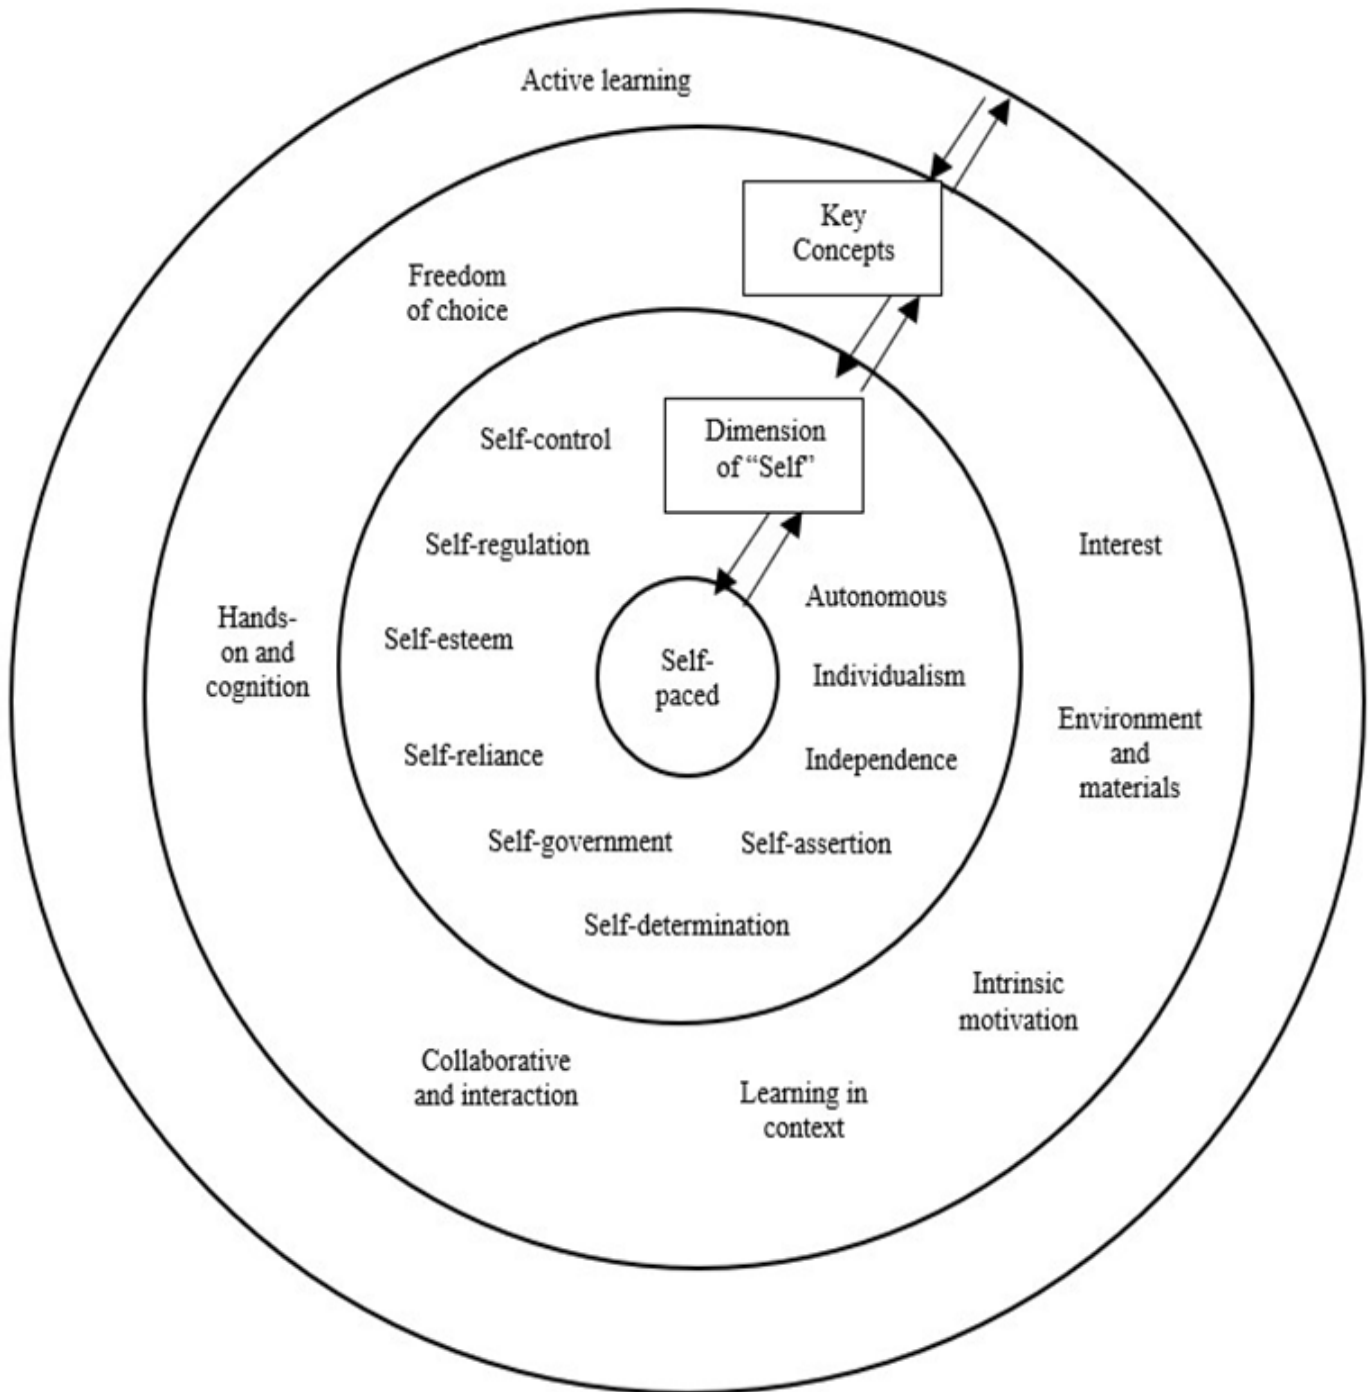 Active learning
Key
Concepts
Freedom
of choice
Dimension
of “Self”
Self-control
Self-regulation
Interest
Autonomous
Hands-
on and
cognition
Self-esteem
Self-
paced
Individualism
Environment
and
materials
Self-reliance
Independence
Self-government
Self-assertion
Self-determination
Intrinsic
motivation
Collaborative
and interaction
Learning in
context